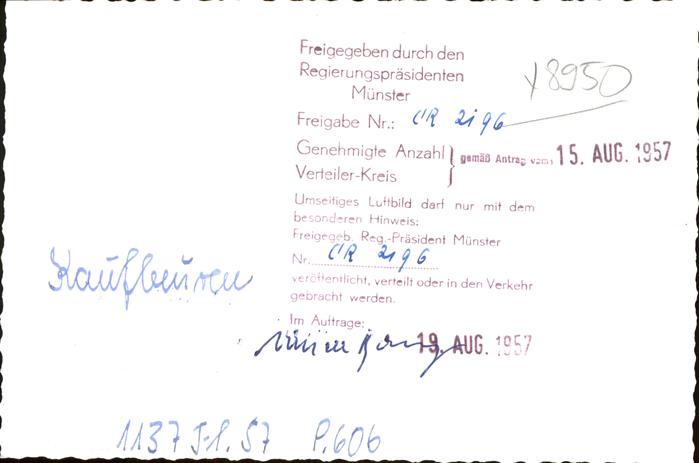 Freigegeben durch den
Regierungspräsidenten
Münster
x8950
Freigabe Nr.: CR 2196
Genehmigte Anzahl
Verteiler-Kreis } gemäß Antrag vom: 15. AUG. 1957
Umseitiges Luftbild darf nur mit dem
besonderen Hinweis:
Freigegeb. Reg.-Präsident Münster
Nr. CR 2196
veröffentlicht, verteilt oder in den Verkehr
gebracht werden.
Kaufbeuren
Im Auftrage:
19. AUG. 1957
1137 J-1.57 P.606